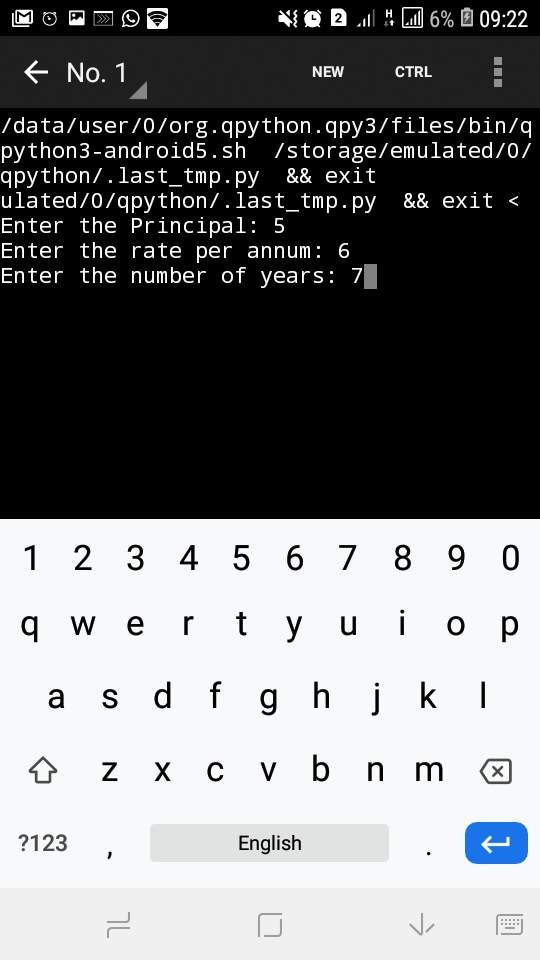 2 H 6% 09:22
No. 1 NEW CTRL
/data/user/0/org.qpython.qpy3/files/bin/q
python3-android5.sh  /storage/emulated/0/
qpython/.last_tmp.py  && exit
ulated/0/qpython/.last_tmp.py  && exit <
Enter the Principal: 5
Enter the rate per annum: 6
Enter the number of years: 7
1 2 3 4 5 6 7 8 9 0
q w e r t y u i o p
a s d f g h j k l
z x c v b n m
?123 , English .